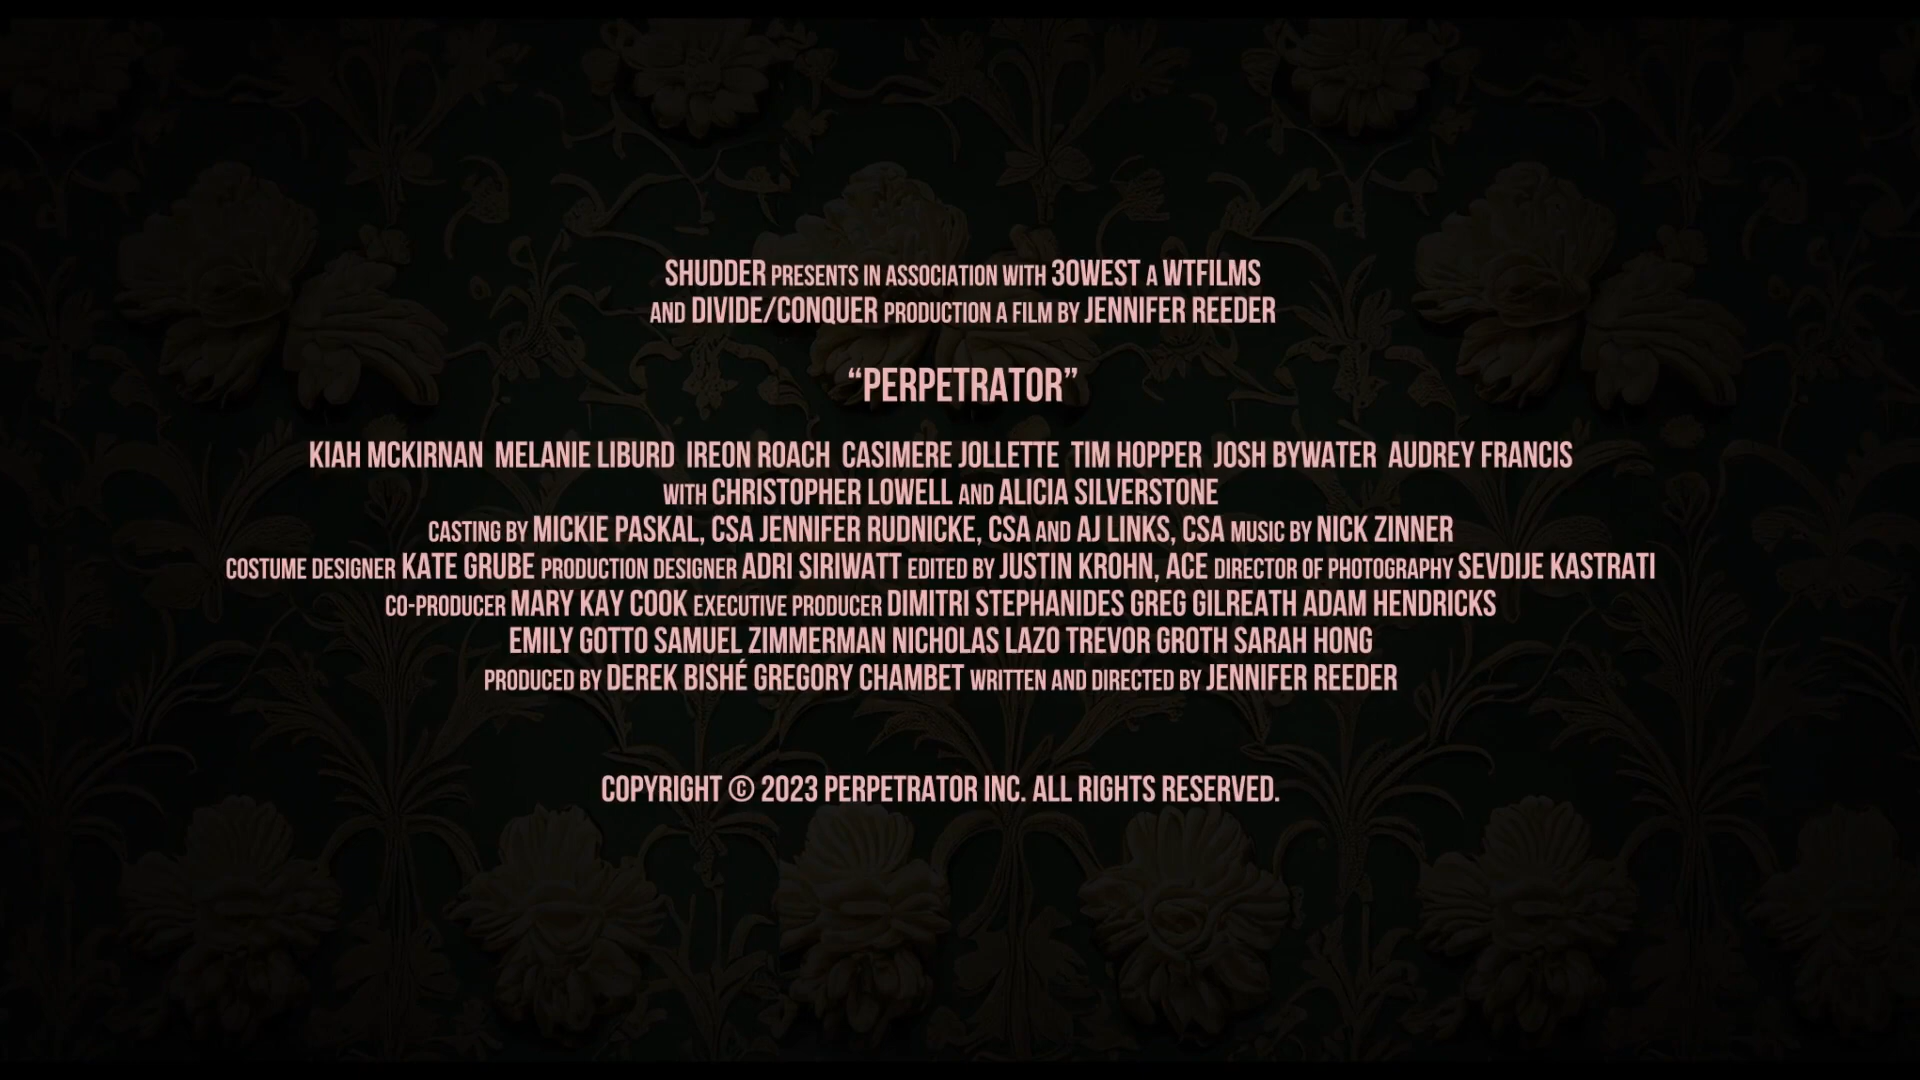 SHUDDER PRESENTS IN ASSOCIATION WITH 30WEST A WTFILMS
AND DIVIDE/CONQUER PRODUCTION A FILM BY JENNIFER REEDER
“PERPETRATOR”
KIAH MCKIRNAN MELANIE LIBURD IREON ROACH CASIMERE JOLLETTE TIM HOPPER JOSH BYWATER AUDREY FRANCIS
WITH CHRISTOPHER LOWELL AND ALICIA SILVERSTONE
CASTING BY MICKIE PASKAL, CSA JENNIFER RUDNICKE, CSA AND AJ LINKS, CSA MUSIC BY NICK ZINNER
COSTUME DESIGNER KATE GRUBE PRODUCTION DESIGNER ADRI SIRIWATT EDITED BY JUSTIN KROHN, ACE DIRECTOR OF PHOTOGRAPHY SEVDIJE KASTRATI
CO-PRODUCER MARY KAY COOK EXECUTIVE PRODUCER DIMITRI STEPHANIDES GREG GILREATH ADAM HENDRICKS
EMILY GOTTO SAMUEL ZIMMERMAN NICHOLAS LAZO TREVOR GROTH SARAH HONG
PRODUCED BY DEREK BISHÉ GREGORY CHAMBET WRITTEN AND DIRECTED BY JENNIFER REEDER
COPYRIGHT © 2023 PERPETRATOR INC. ALL RIGHTS RESERVED.